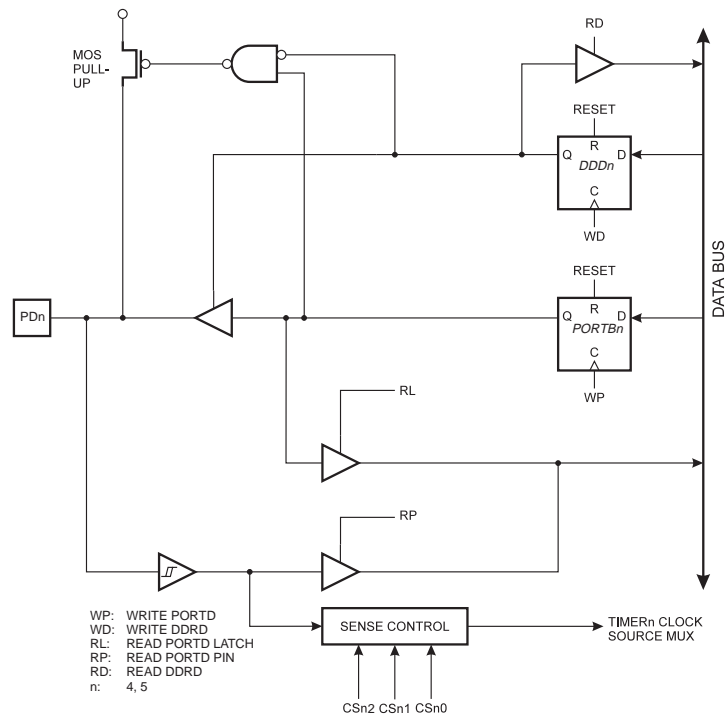 RD
MOS
PULL-
UP
RESET
R
Q
DDDn
D
C
WD
RESET
R
PDn
Q
PORTBn
D
C
WP
DATA BUS
RL
RP
WP: WRITE PORTD
WD: WRITE DDRD
RL: READ PORTD LATCH
RP: READ PORTD PIN
RD: READ DDRD
n: 4, 5
SENSE CONTROL
TIMERn CLOCK
SOURCE MUX
CSn2 CSn1 CSn0